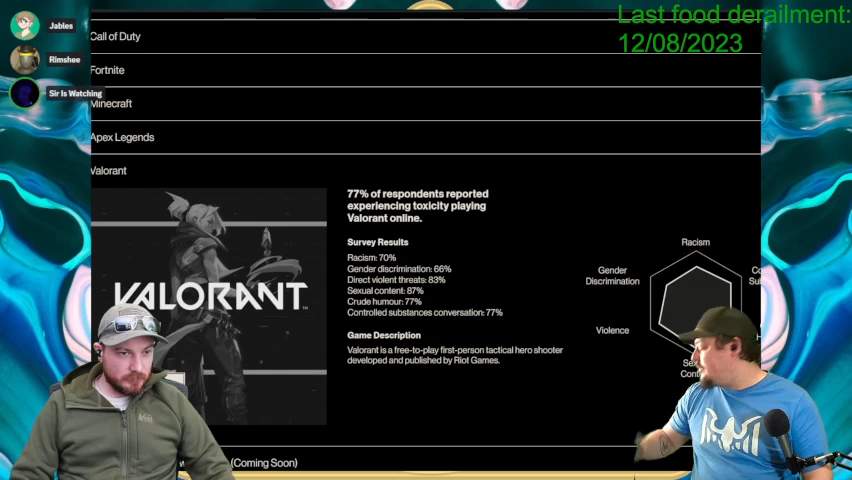 Last food derailment:
12/08/2023
Jables
Rimshee
Sir Is Watching
Call of Duty
Fortnite
Minecraft
Apex Legends
Valorant
VALORANT
77% of respondents reported
experiencing toxicity playing
Valorant online.
Survey Results
Racism: 70%
Gender discrimination: 66%
Direct violent threats: 83%
Sexual content: 87%
Crude humour: 77%
Controlled substances conversation: 77%
Game Description
Valorant is a free-to-play first-person tactical hero shooter
developed and published by Riot Games.
Racism
Gender
Discrimination
Violence
(Coming Soon)